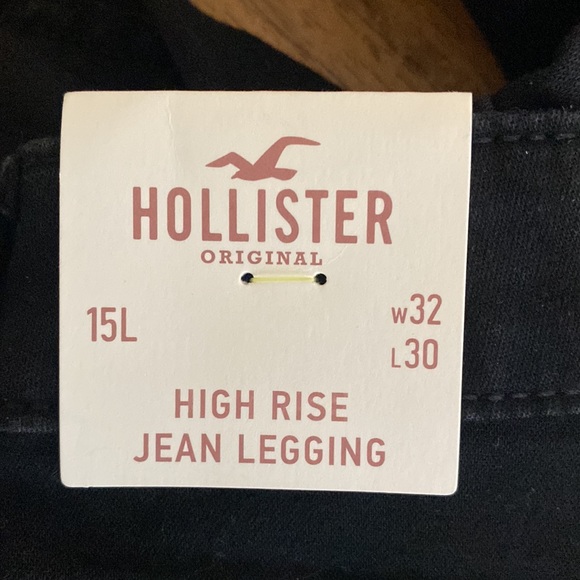 HOLLISTER
ORIGINAL
15L
W32
L30
HIGH RISE
JEAN LEGGING